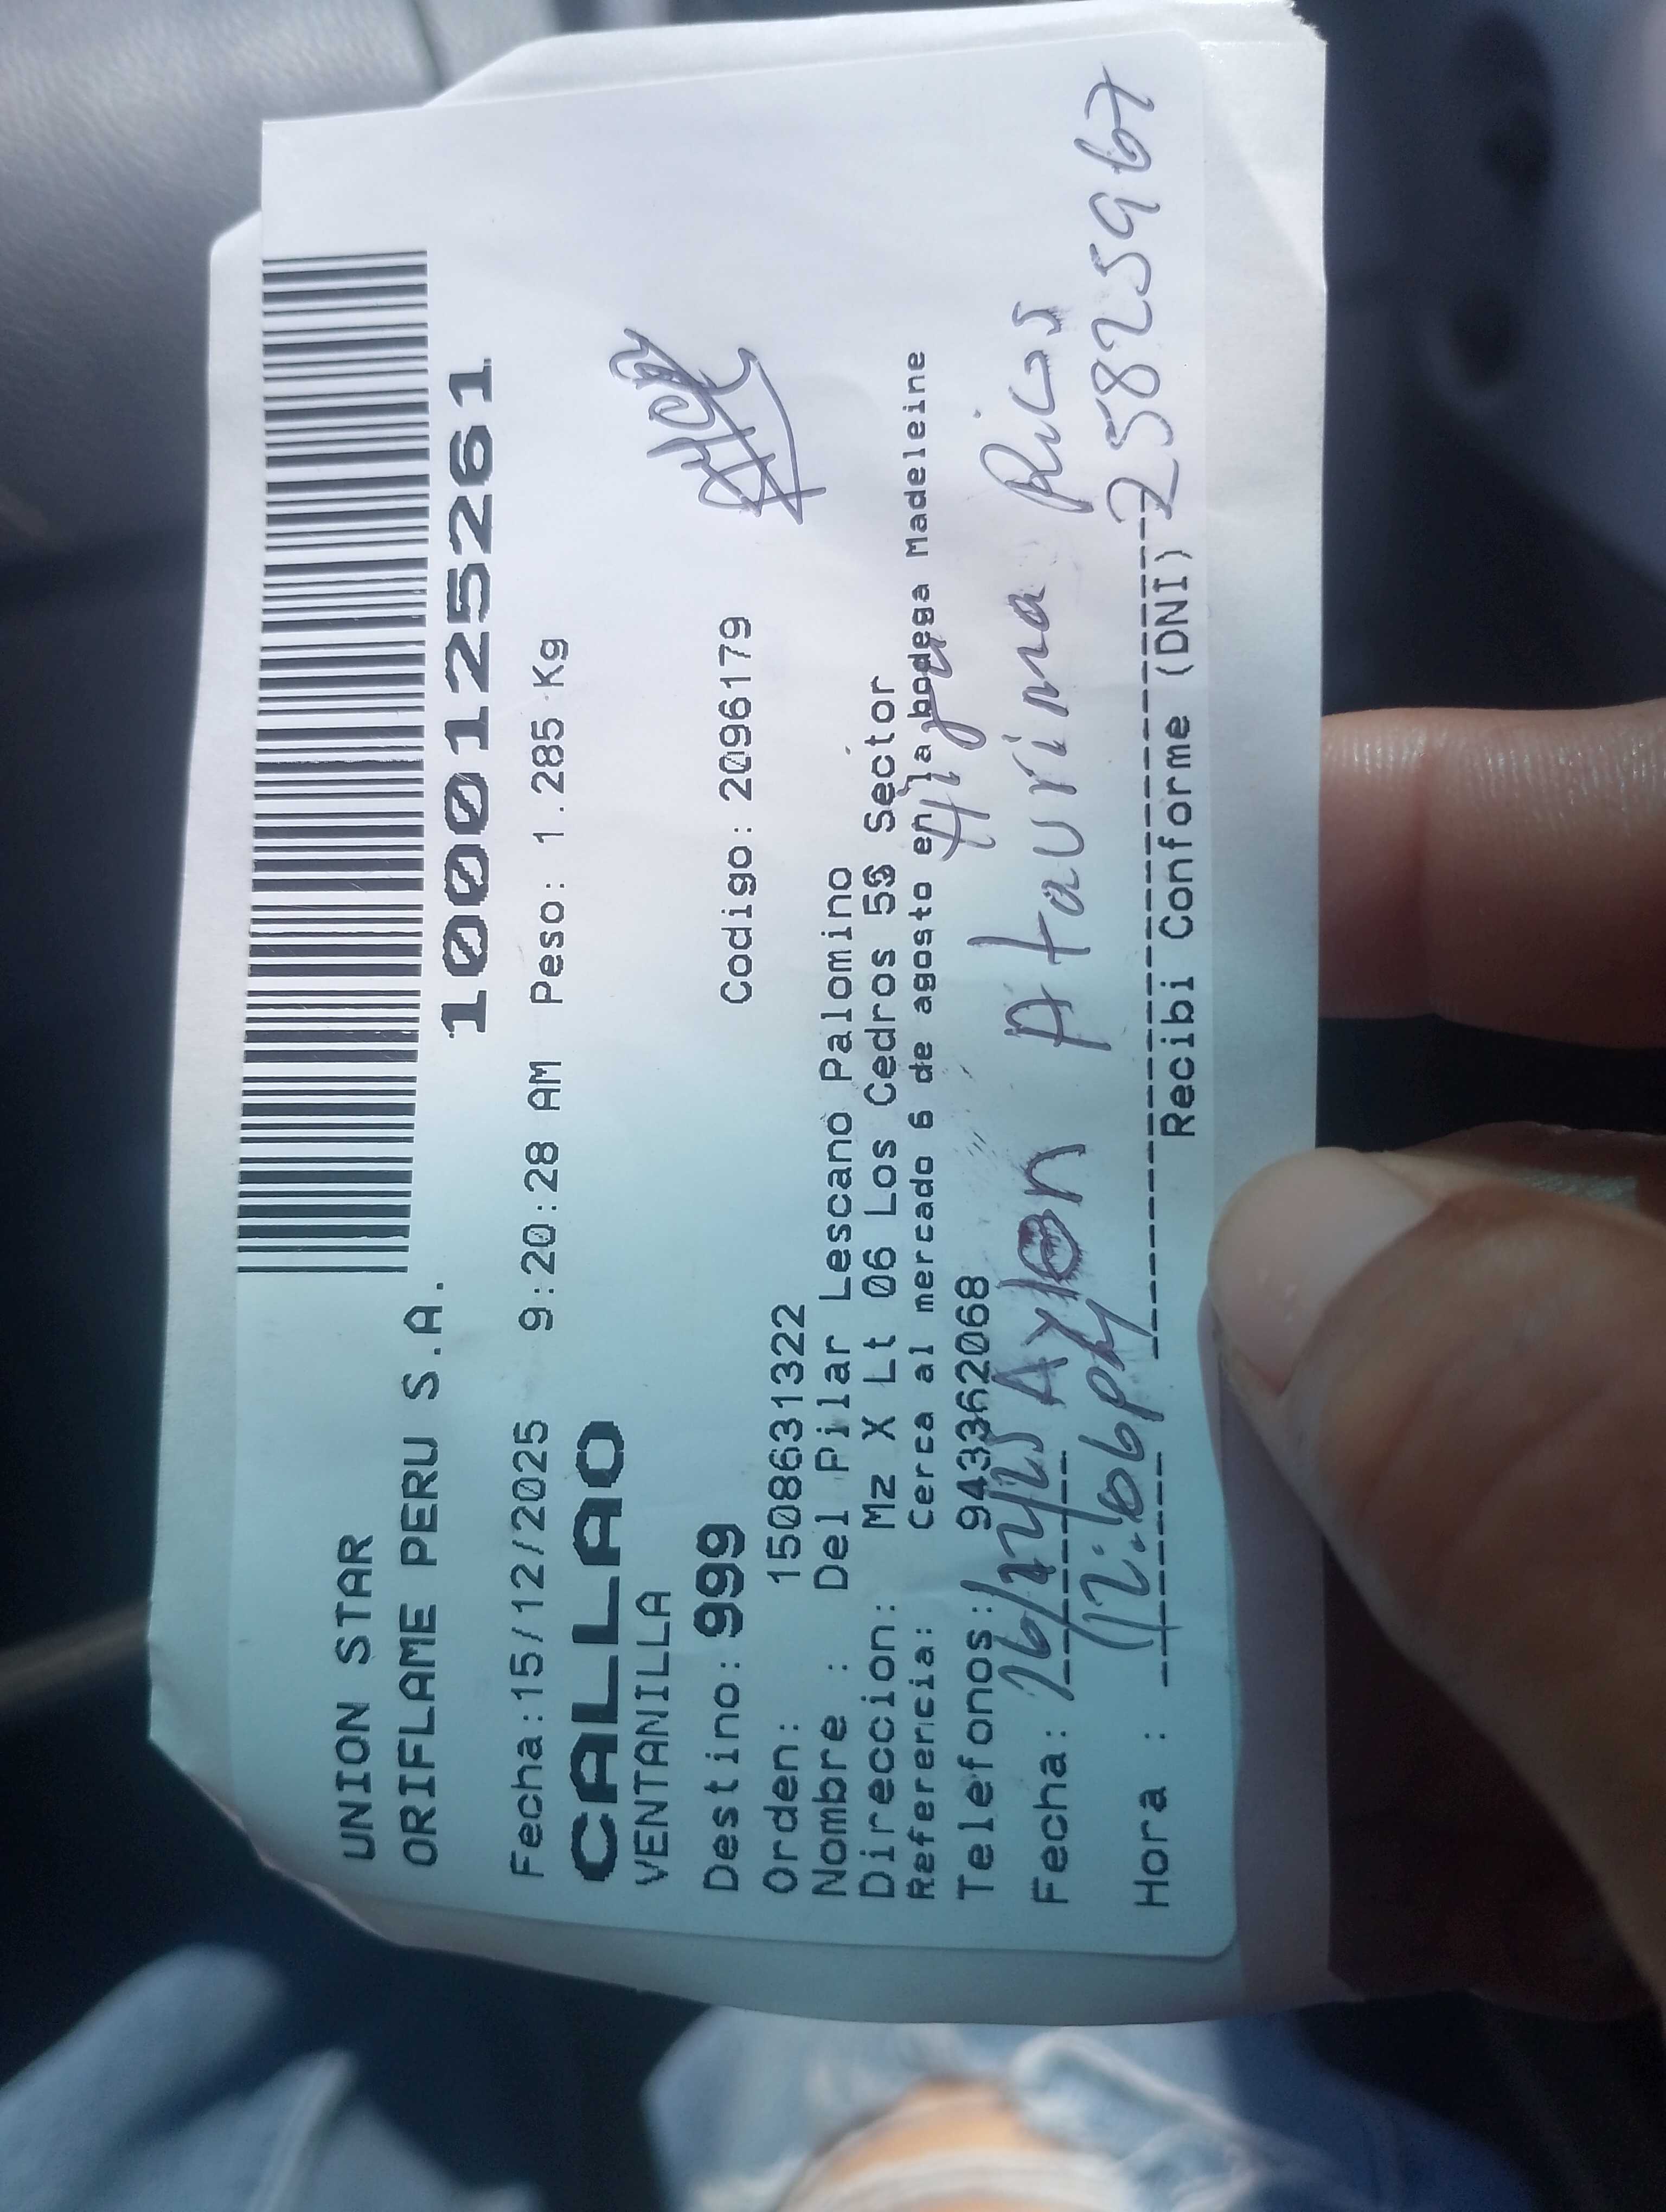 UNION STAR
ORIFLAME PERU S.A.
1000125261
Fecha:15/12/2025 9:20:28 AM Peso: 1.285 Kg
CALLAO
VENTANILLA
Destino: 999 Codigo: 2096179
Orden: 1508631322
Nombre : Del Pilar Lescano Palomino
Direccion: Mz X Lt 06 Los Cedros 5S Sector
Referencia: Cerca al mercado 6 de agosto en la bodega Madeleine
Telefonos: 943362068
Hijo
Fecha: 16/12/25 Aylen Ataurima Rios
Hora : 12:06pm 25825967
Recibi Conforme (DNI)